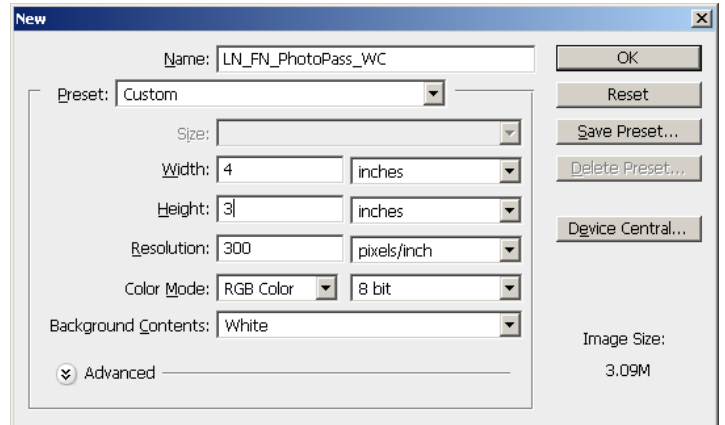 New
Name: LN_FN_PhotoPass_WC
OK
Preset: Custom
Reset
Size:
Save Preset...
Width: 4 inches
Delete Preset...
Height: 3 inches
Device Central...
Resolution: 300 pixels/inch
Color Mode: RGB Color 8 bit
Background Contents: White
Image Size:
3.09M
Advanced